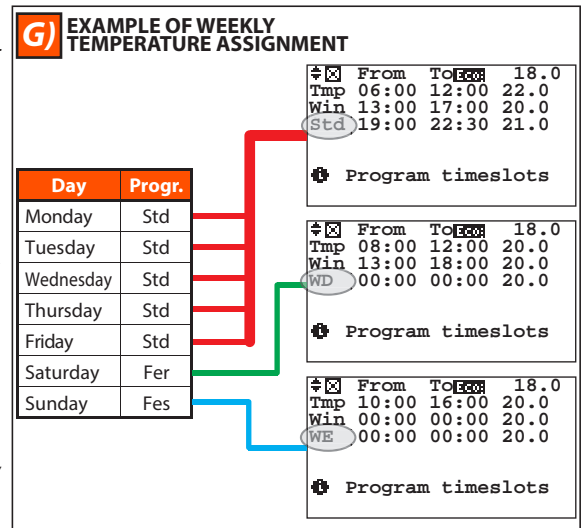 G) EXAMPLE OF WEEKLY
TEMPERATURE ASSIGNMENT
Day Progr.
Monday Std
Tuesday Std
Wednesday Std
Thursday Std
Friday Std
Saturday Fer
Sunday Fes
From To Eco: 18.0
Tmp 06:00 12:00 22.0
Win 13:00 17:00 20.0
Std 19:00 22:30 21.0
Program timeslots
From To Eco: 18.0
Tmp 08:00 12:00 20.0
Win 13:00 18:00 20.0
WD 00:00 00:00 20.0
Program timeslots
From To Eco: 18.0
Tmp 10:00 16:00 20.0
Win 00:00 00:00 20.0
WE 00:00 00:00 20.0
Program timeslots